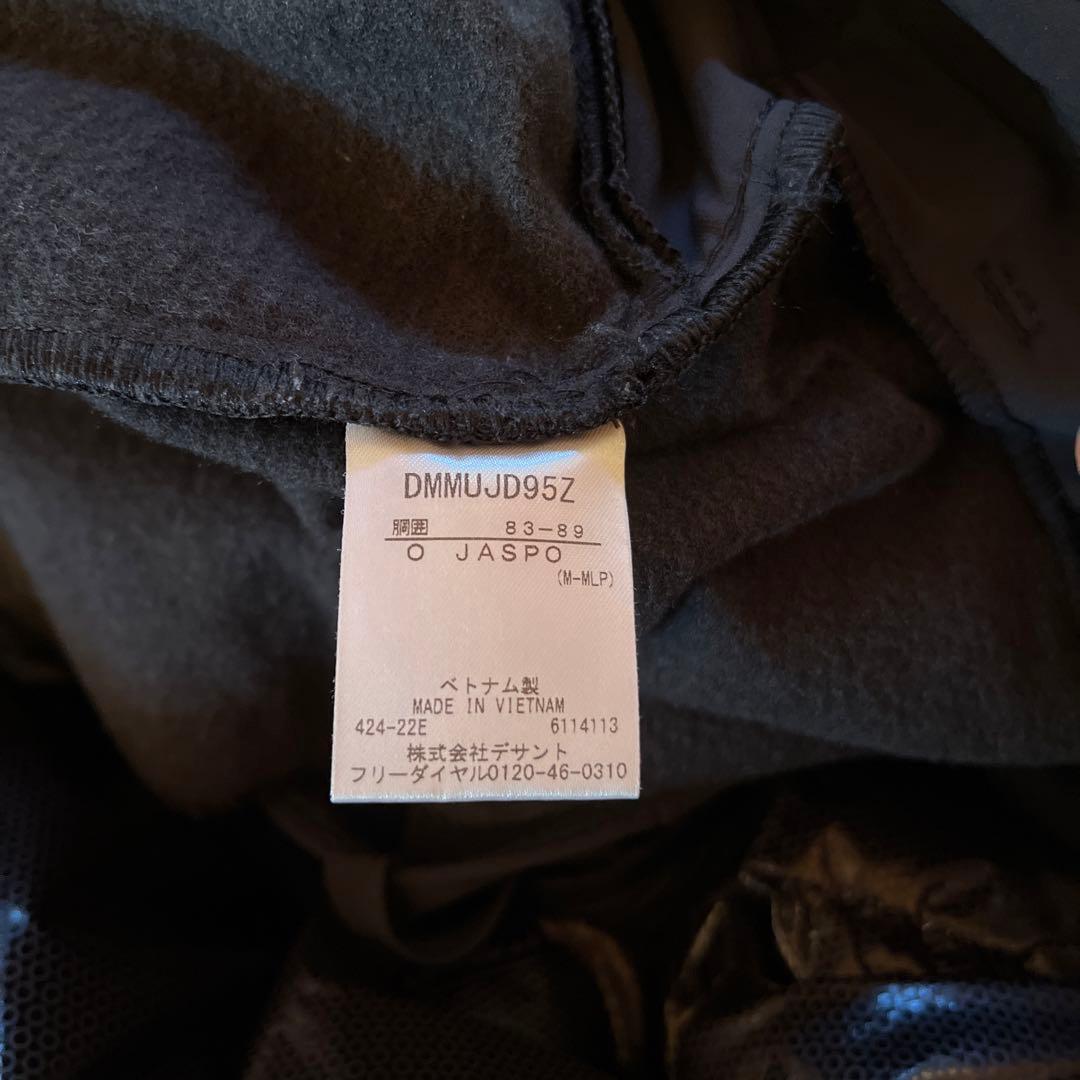 DMMUJD95Z
胴囲 83-89
O JASPO
(M-MLP)
ベトナム製
MADE IN VIETNAM
424-22E 6114113
株式会社デサント
フリーダイヤル0120-46-0310